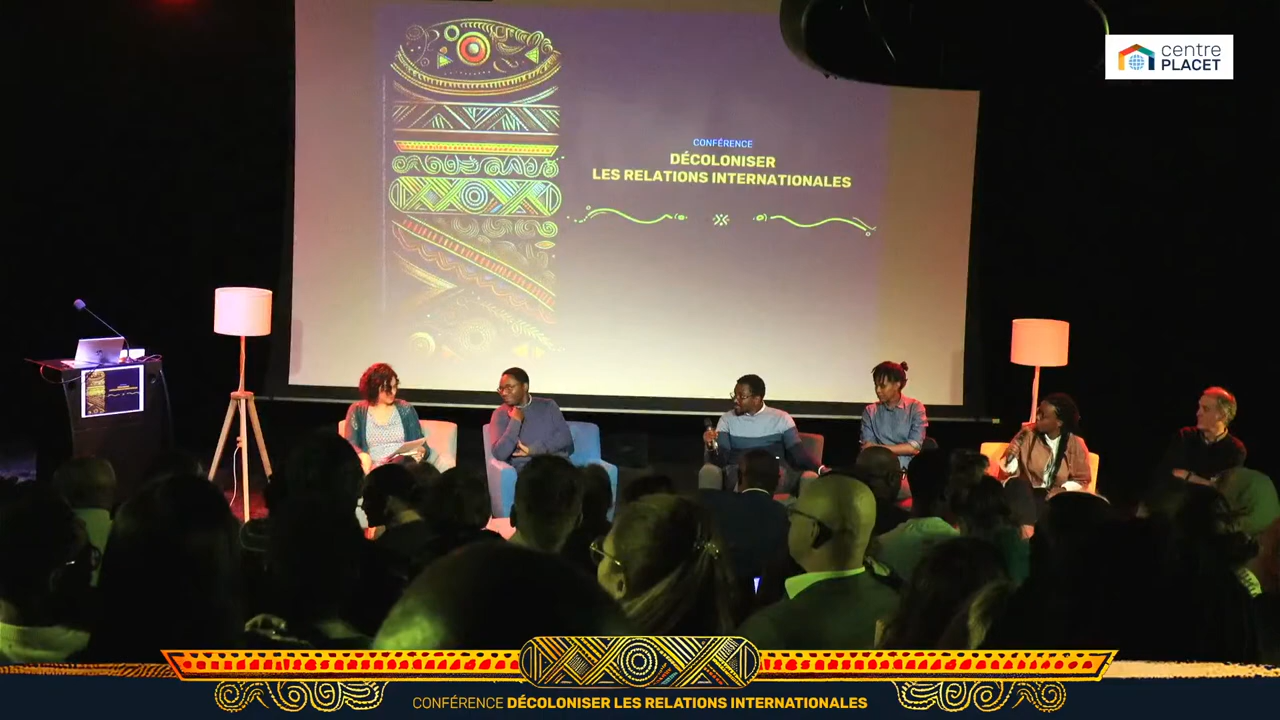 centre
PLACET
CONFÉRENCE
DÉCOLONISER
LES RELATIONS INTERNATIONALES
CONFÉRENCE DÉCOLONISER LES RELATIONS INTERNATIONALES